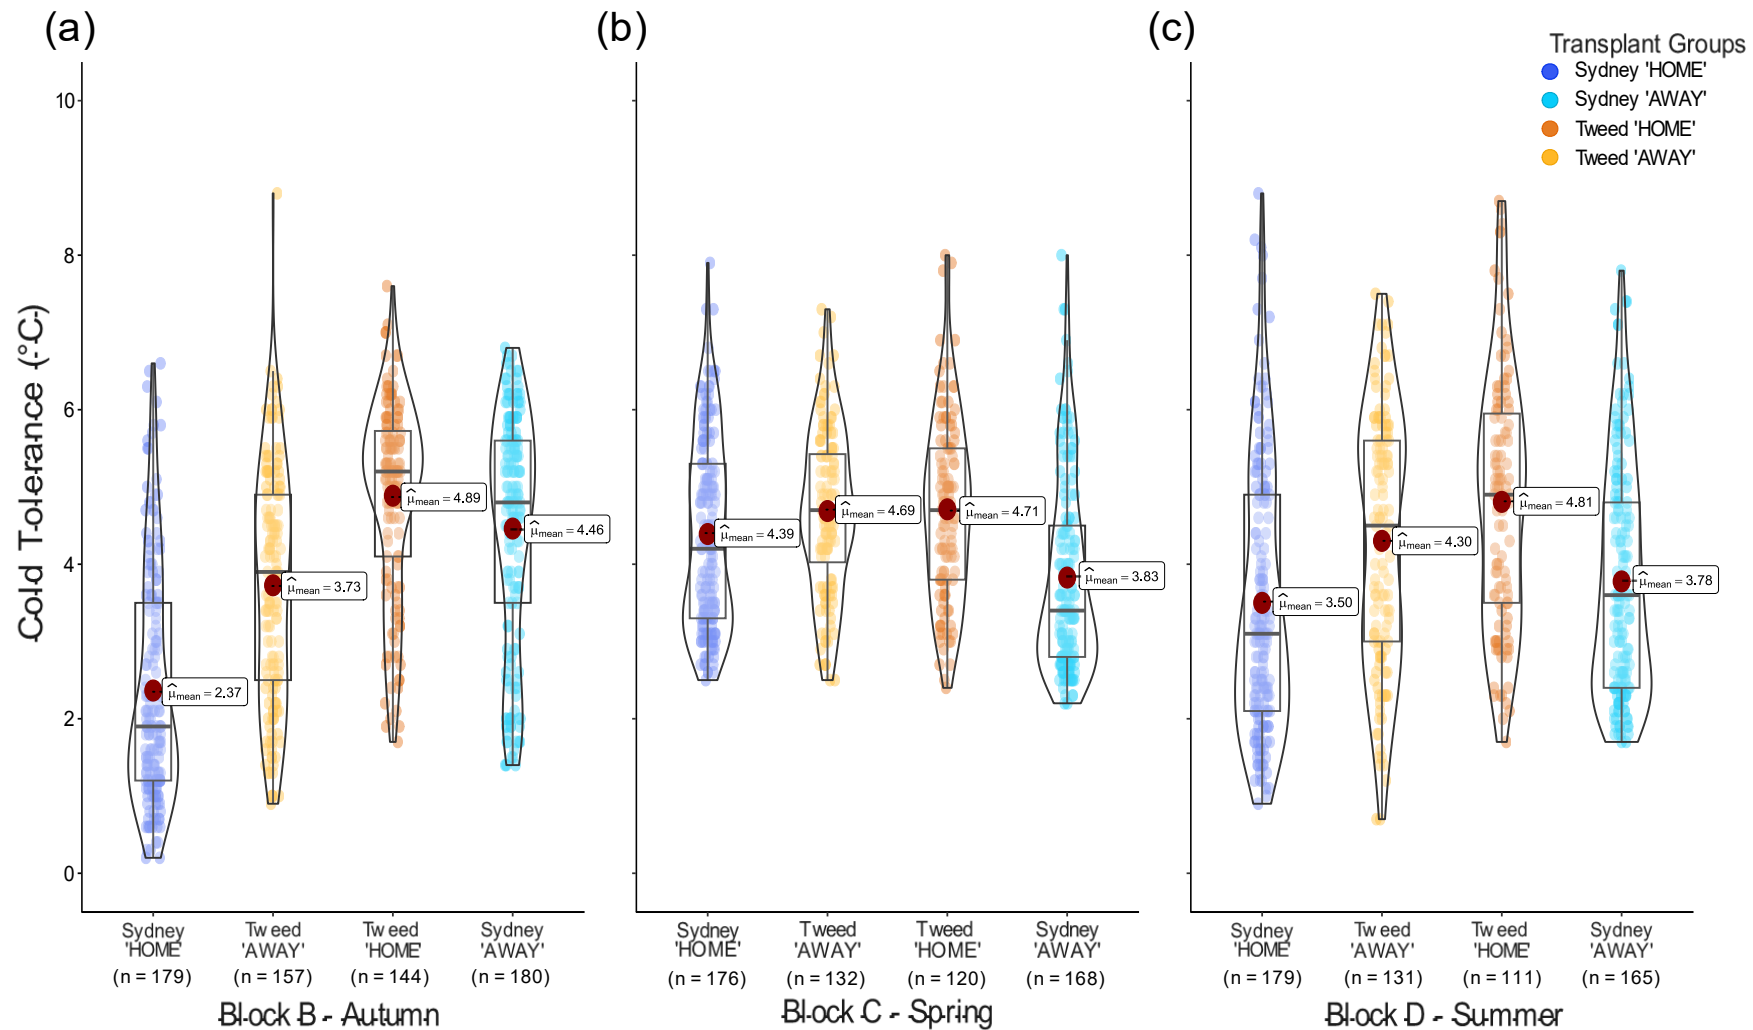 (a)
(b)
(c)
Transplant Groups
Sydney 'HOME'
Sydney 'AWAY'
Tweed 'HOME'
Tweed 'AWAY'
Cold Tolerance (°C)
10
8
6
4
2
0
μ̂mean = 2.37
μ̂mean = 3.73
μ̂mean = 4.89
μ̂mean = 4.46
μ̂mean = 4.39
μ̂mean = 4.69
μ̂mean = 4.71
μ̂mean = 3.83
μ̂mean = 3.50
μ̂mean = 4.30
μ̂mean = 4.81
μ̂mean = 3.78
Sydney
'HOME'
(n = 179)
Tweed
'AWAY'
(n = 157)
Tweed
'HOME'
(n = 144)
Sydney
'AWAY'
(n = 180)
Block B - Autumn
Sydney
'HOME'
(n = 176)
Tweed
'AWAY'
(n = 132)
Tweed
'HOME'
(n = 120)
Sydney
'AWAY'
(n = 168)
Block C - Spring
Sydney
'HOME'
(n = 179)
Tweed
'AWAY'
(n = 131)
Tweed
'HOME'
(n = 111)
Sydney
'AWAY'
(n = 165)
Block D - Summer